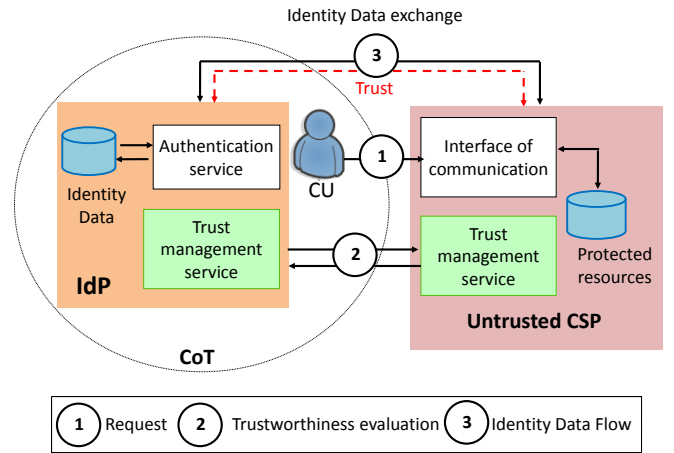 Identity Data exchange
3
Trust
Authentication
service
Identity
Data
CU
1
Interface of
communication
Trust
management
service
2
Trust
management
service
Protected
resources
IdP
Untrusted CSP
CoT
1 Request 2 Trustworthiness evaluation 3 Identity Data Flow